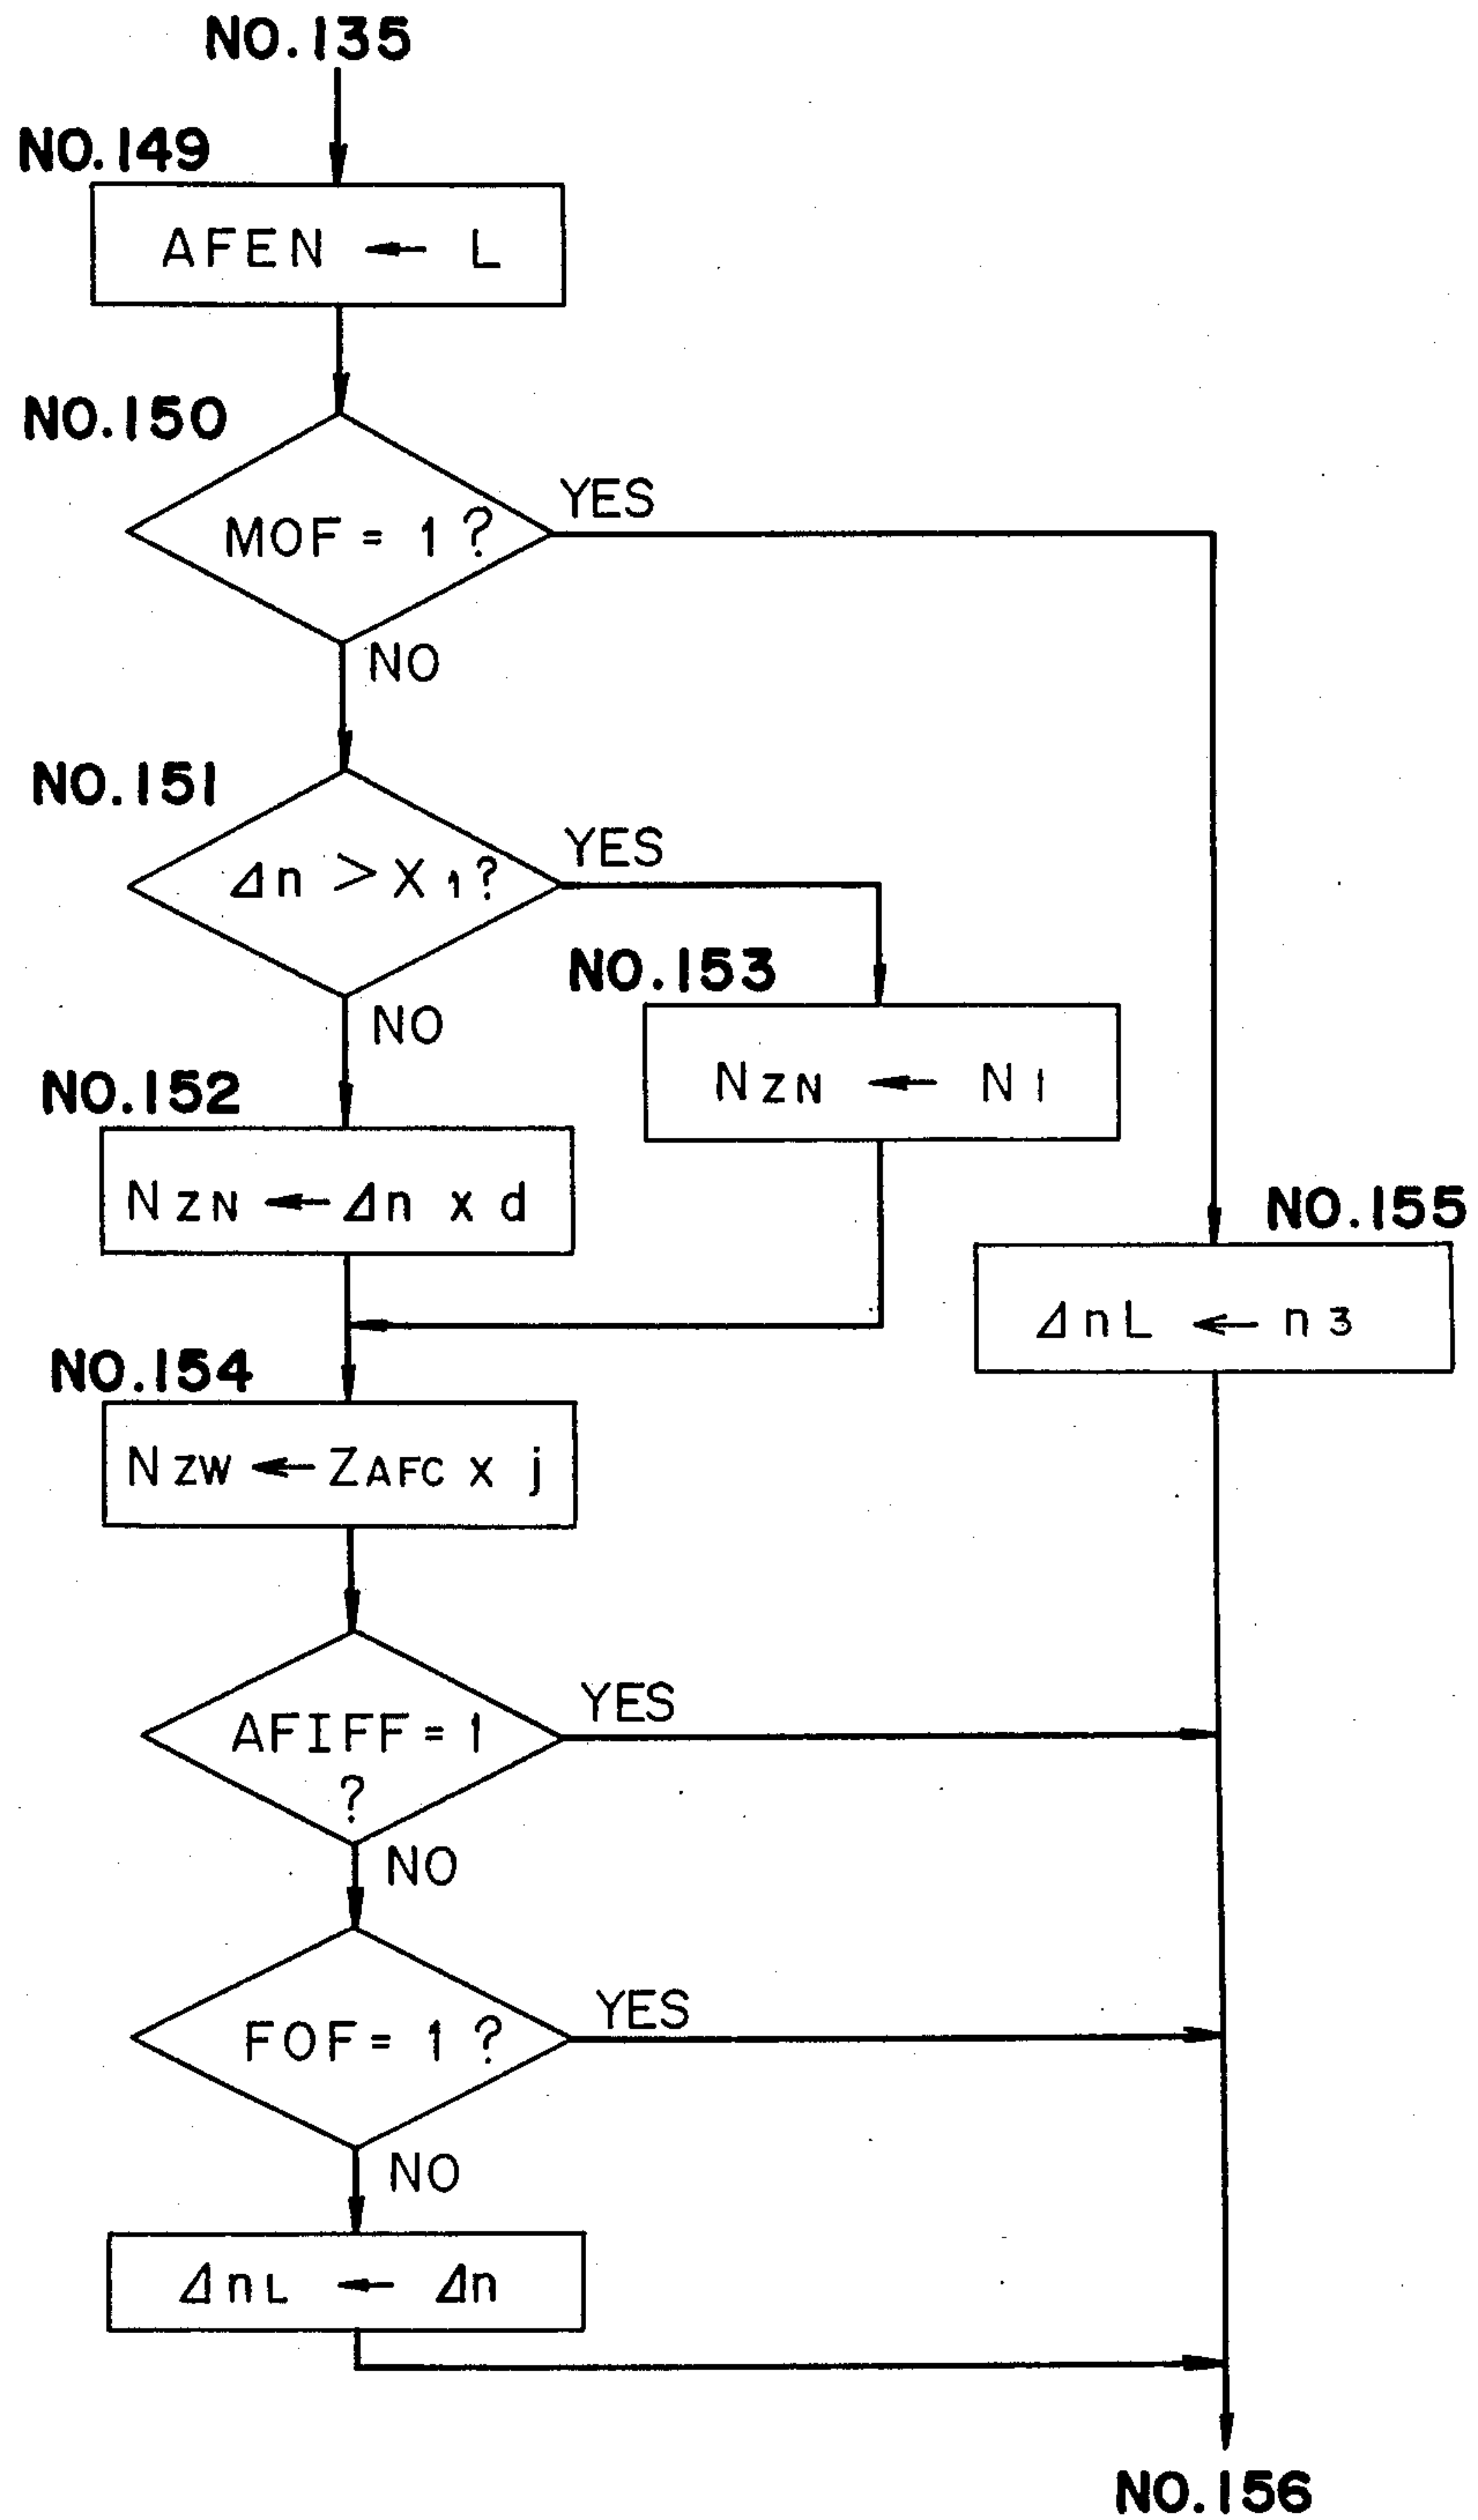 NO.135
NO.149
AFEN ← L
NO.150
MOF = 1 ?
YES
NO
NO.151
Δn > X1?
YES
NO
NO.153
NZN ← N1
NO.152
NZN ← Δn x d
NO.155
ΔnL ← n3
NO.154
NZW ← ZAFC x j
AFIFF = 1
?
YES
NO
FOF = 1 ?
YES
NO
ΔnL ← Δn
NO.156